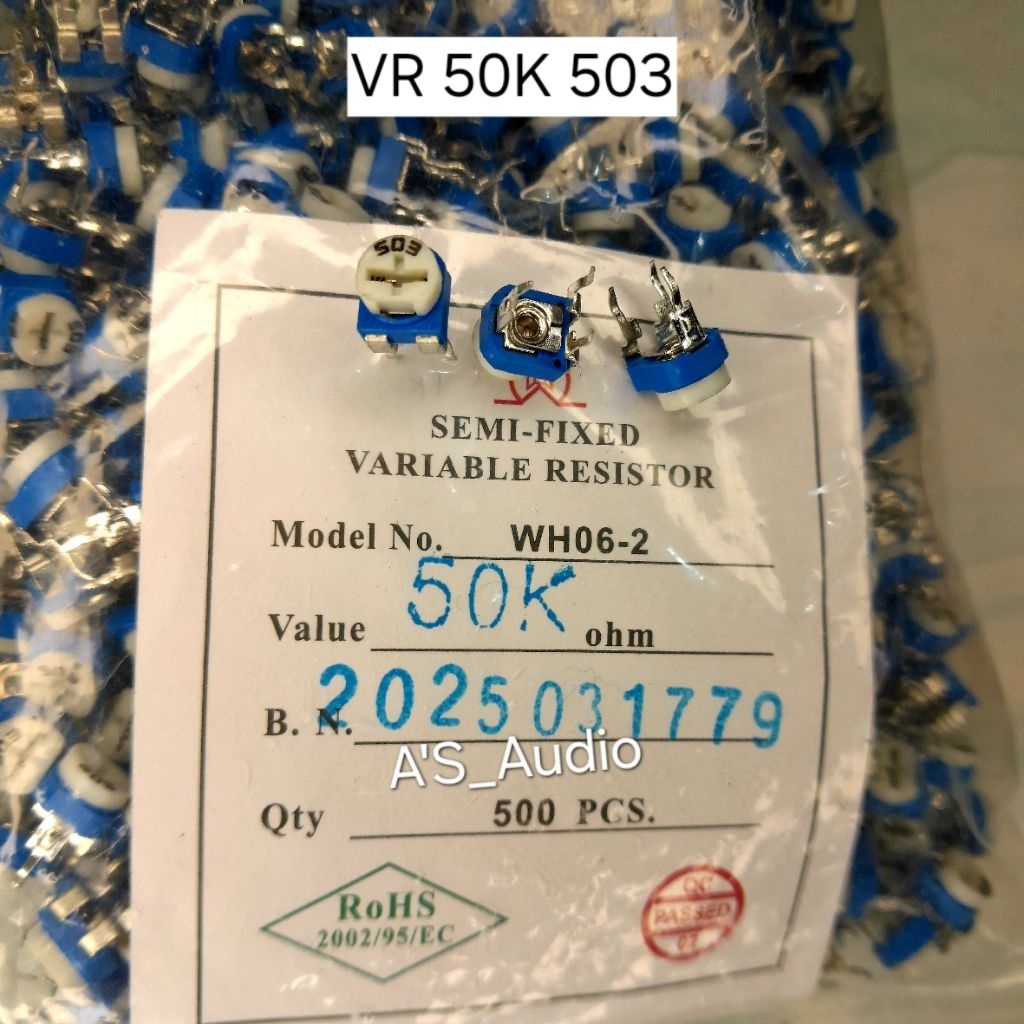 VR 50K 503
503
SEMI-FIXED
VARIABLE RESISTOR
Model No. WH06-2
Value 50K ohm
B. N. 2025031779
A'S_Audio
Qty 500 PCS.
RoHS
2002/95/EC
QC
PASSED
07